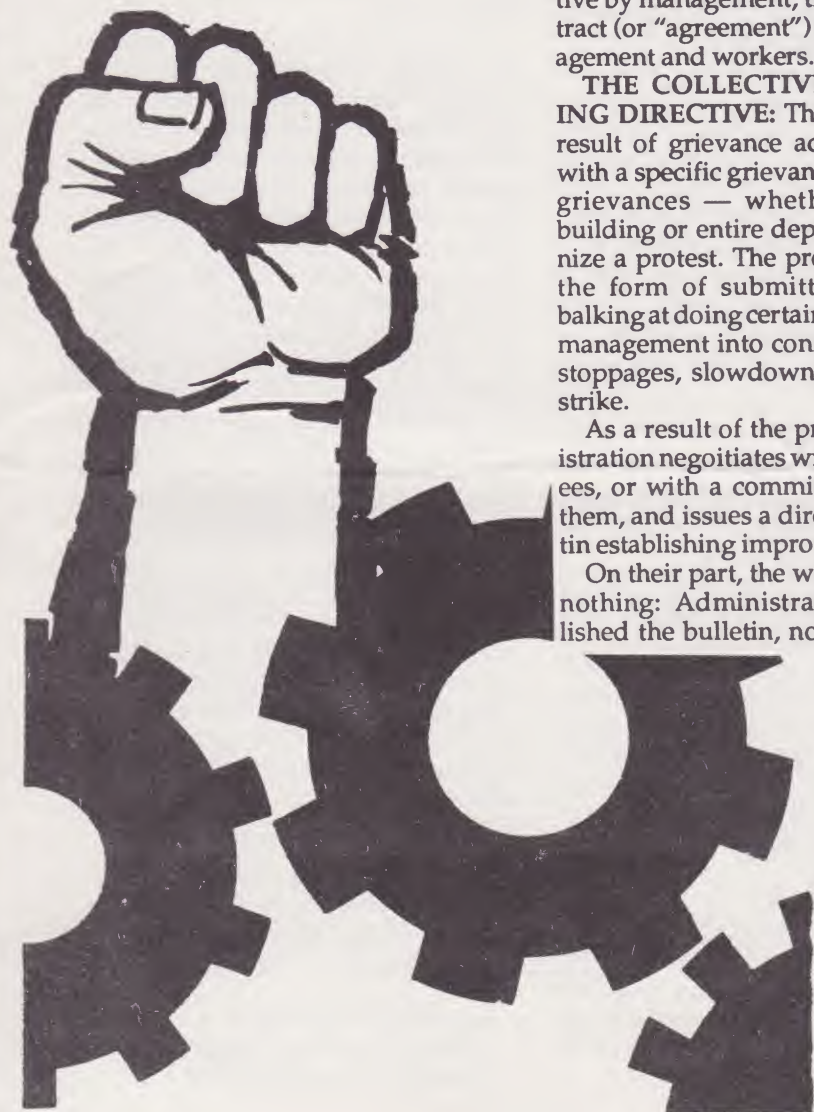 tive by management, t
tract (or "agreement")
agement and workers.
THE COLLECTIV
ING DIRECTIVE: Th
result of grievance ac
with a specific grievan
grievances — wheth
building or entire dep
nize a protest. The pro
the form of submitt
balking at doing certain
management into con
stoppages, slowdown
strike.
As a result of the pr
istration negoitiates w
ees, or with a commi
them, and issues a dire
tin establishing impro
On their part, the w
nothing: Administra
lished the bulletin, no